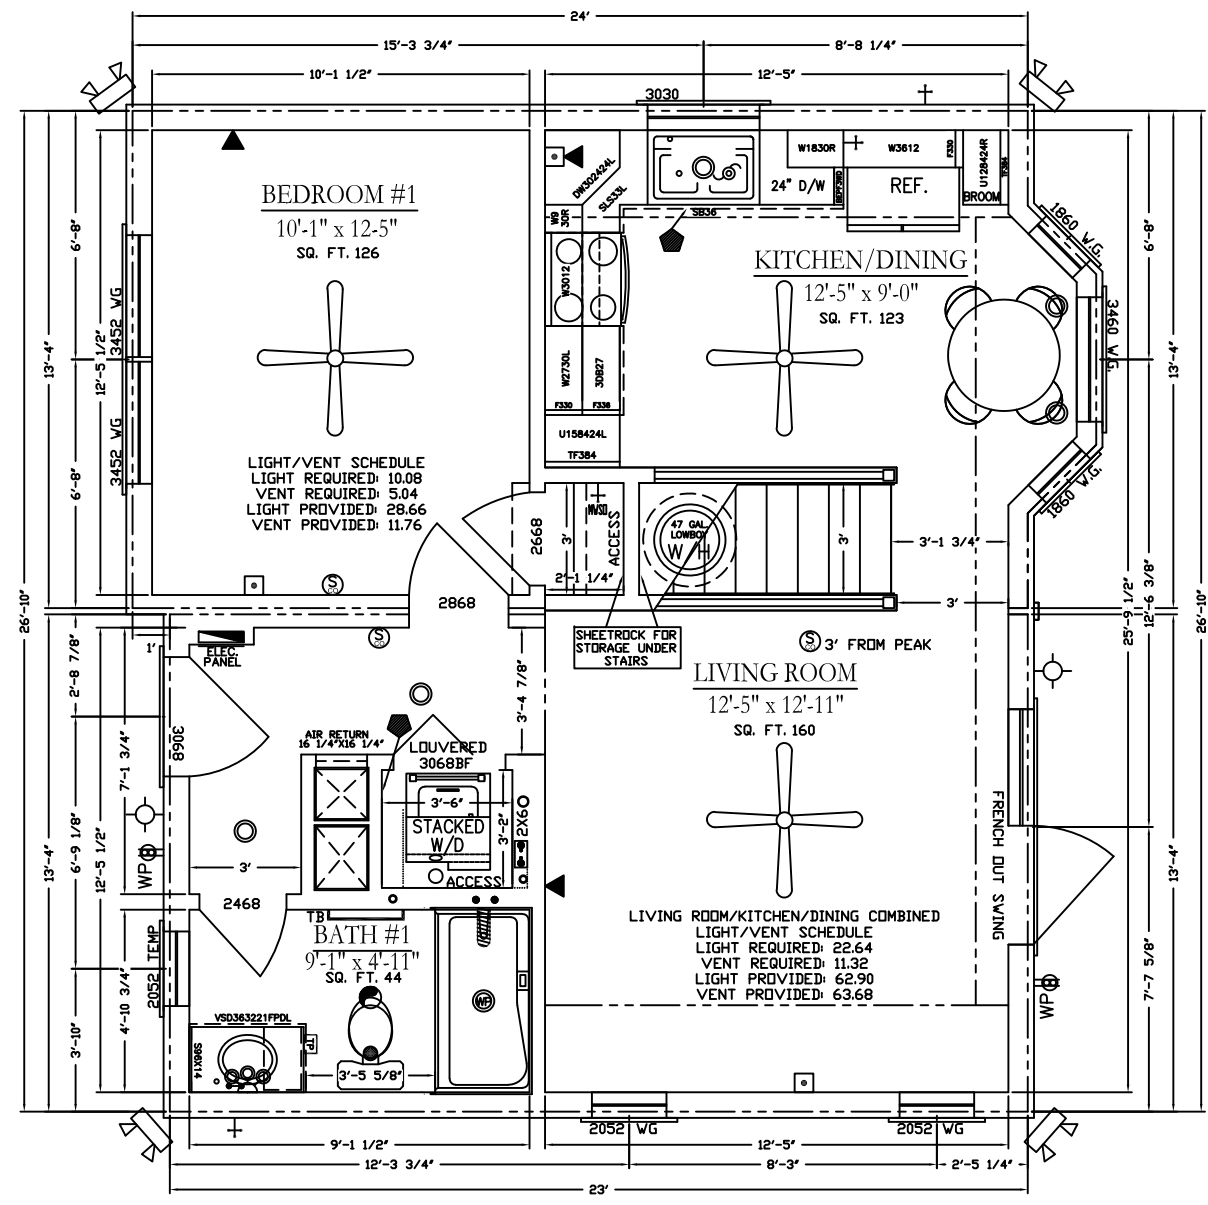 24'
15'-3 3/4"
8'-8 1/4"
10'-1 1/2"
12'-5"
3030
W1830R
W3612
F330
U128424R
TF384
BROOM
24" D/W
BEPF3WD
REF.
DW302424L
SLS33L
SB36
W9
30R
W3012
W2730L
3DB27
F330
F336
U158424L
TF384
BEDROOM #1
10'-1" x 12'-5"
SQ. FT. 126
KITCHEN/DINING
12'-5" x 9'-0"
SQ. FT. 123
1860 W.G.
3460 W.G.
1860 W.G.
6'-8"
6'-8"
13'-4"
12'-5 1/2"
26'-10"
3452 WG
3452 WG
6'-8"
13'-4"
26'-10"
25'-9 1/2"
12'-6 3/8"
LIGHT/VENT SCHEDULE
LIGHT REQUIRED: 10.08
VENT REQUIRED: 5.04
LIGHT PROVIDED: 28.66
VENT PROVIDED: 11.76
2668
2868
3'
MVSD
ACCESS
2'-1 1/4"
47 GAL.
LOWBOY
W/H
3'
3'-1 3/4"
3'
S
CO
SHEETROCK FOR
STORAGE UNDER
STAIRS
S
CO
S
CO
3' FROM PEAK
LIVING ROOM
12'-5" x 12'-11"
SQ. FT. 160
1'
ELEC.
PANEL
2'-8 7/8"
3068
7'-1 3/4"
6'-9 1/8"
12'-5 1/2"
13'-4"
3'-4 7/8"
AIR RETURN
16 1/4"X16 1/4"
LOUVERED
3068BF
3'-6"
3'-2"
2X6
STACKED
W/D
ACCESS
3'
WP
2468
TB
BATH #1
9'-1" x 4'-11"
SQ. FT. 44
2052 TEMP
4'-10 3/4"
3'-10"
VSD363221FPDL
S96X14
TP
WP
3'-5 5/8"
FRENCH OUT SWING
LIVING ROOM/KITCHEN/DINING COMBINED
LIGHT/VENT SCHEDULE
LIGHT REQUIRED: 22.64
VENT REQUIRED: 11.32
LIGHT PROVIDED: 62.90
VENT PROVIDED: 63.68
WP
7'-7 5/8"
13'-4"
2052 WG
2052 WG
9'-1 1/2"
12'-5"
12'-3 3/4"
8'-3"
2'-5 1/4"
23'